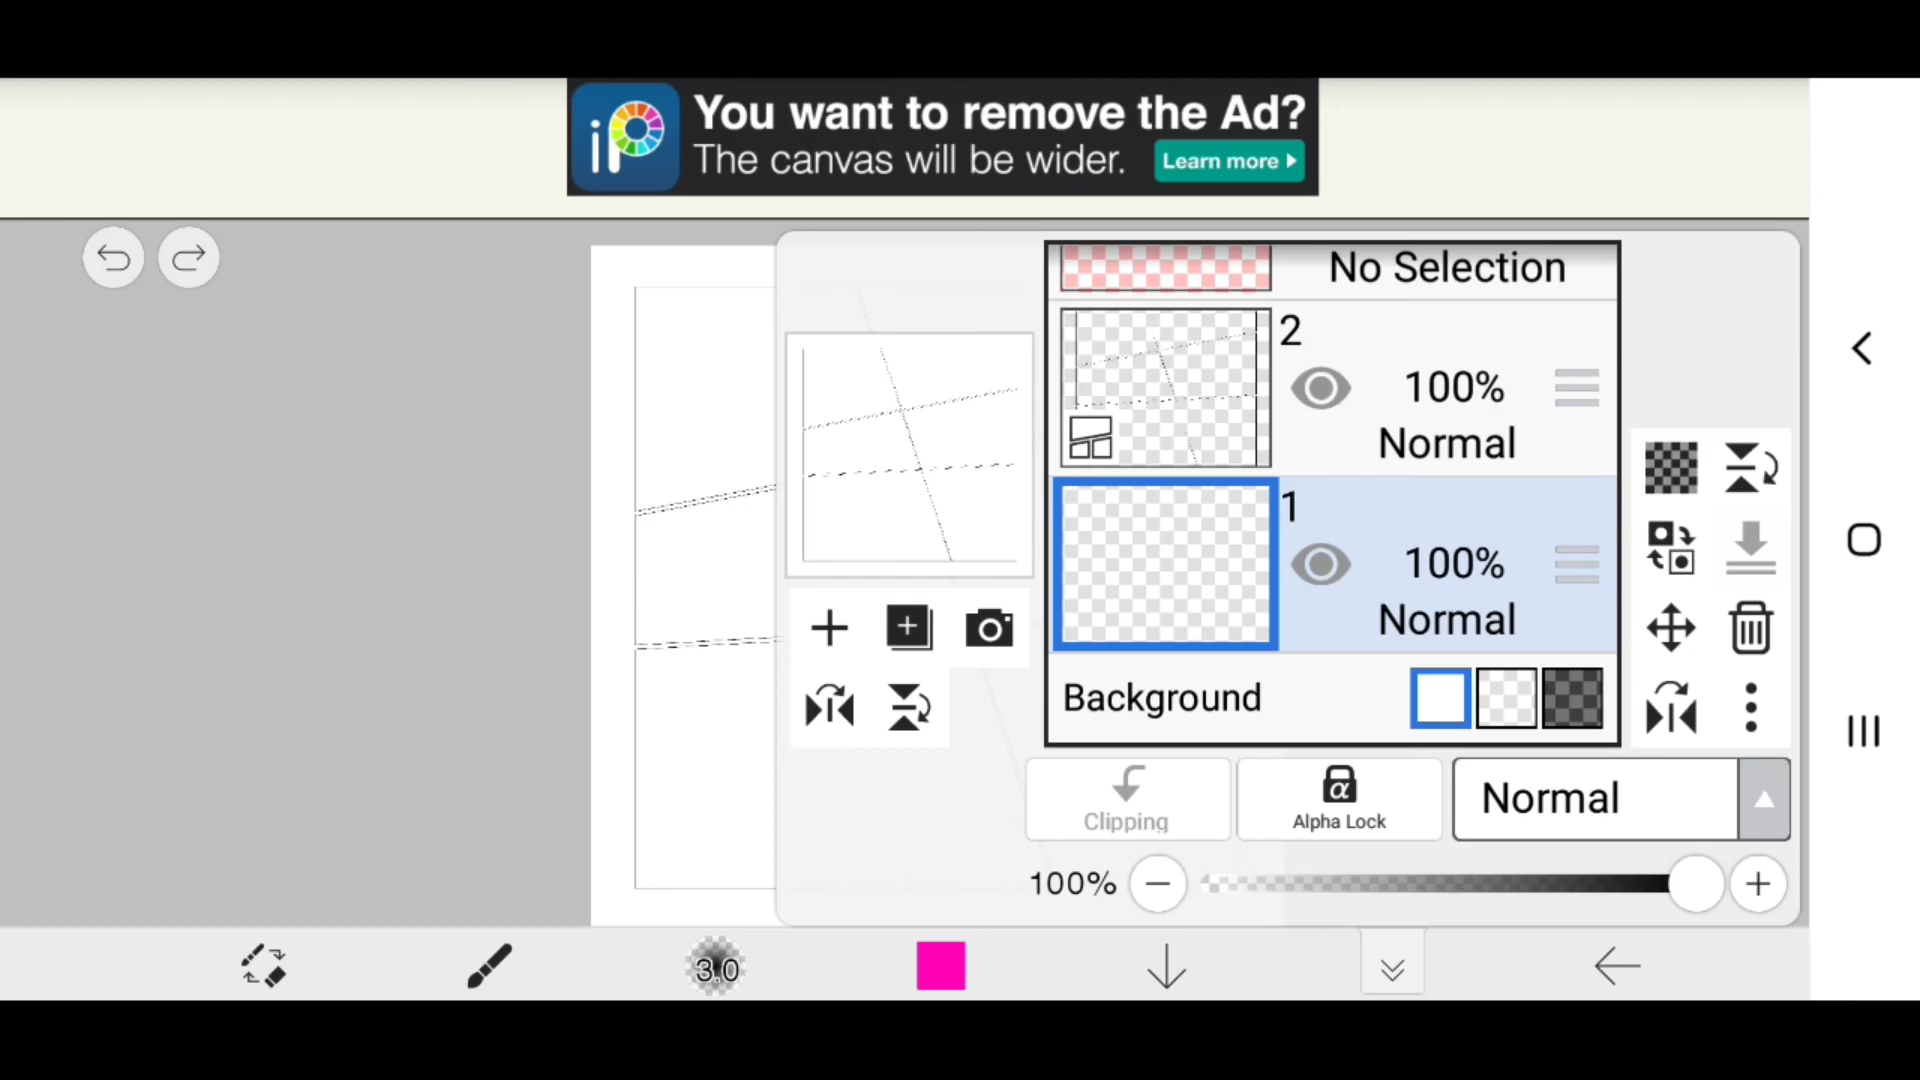 iP
You want to remove the Ad?
The canvas will be wider.
Learn more
No Selection
2
100%
Normal
1
100%
Normal
Background
Clipping
α
Alpha Lock
Normal
100%
3.0